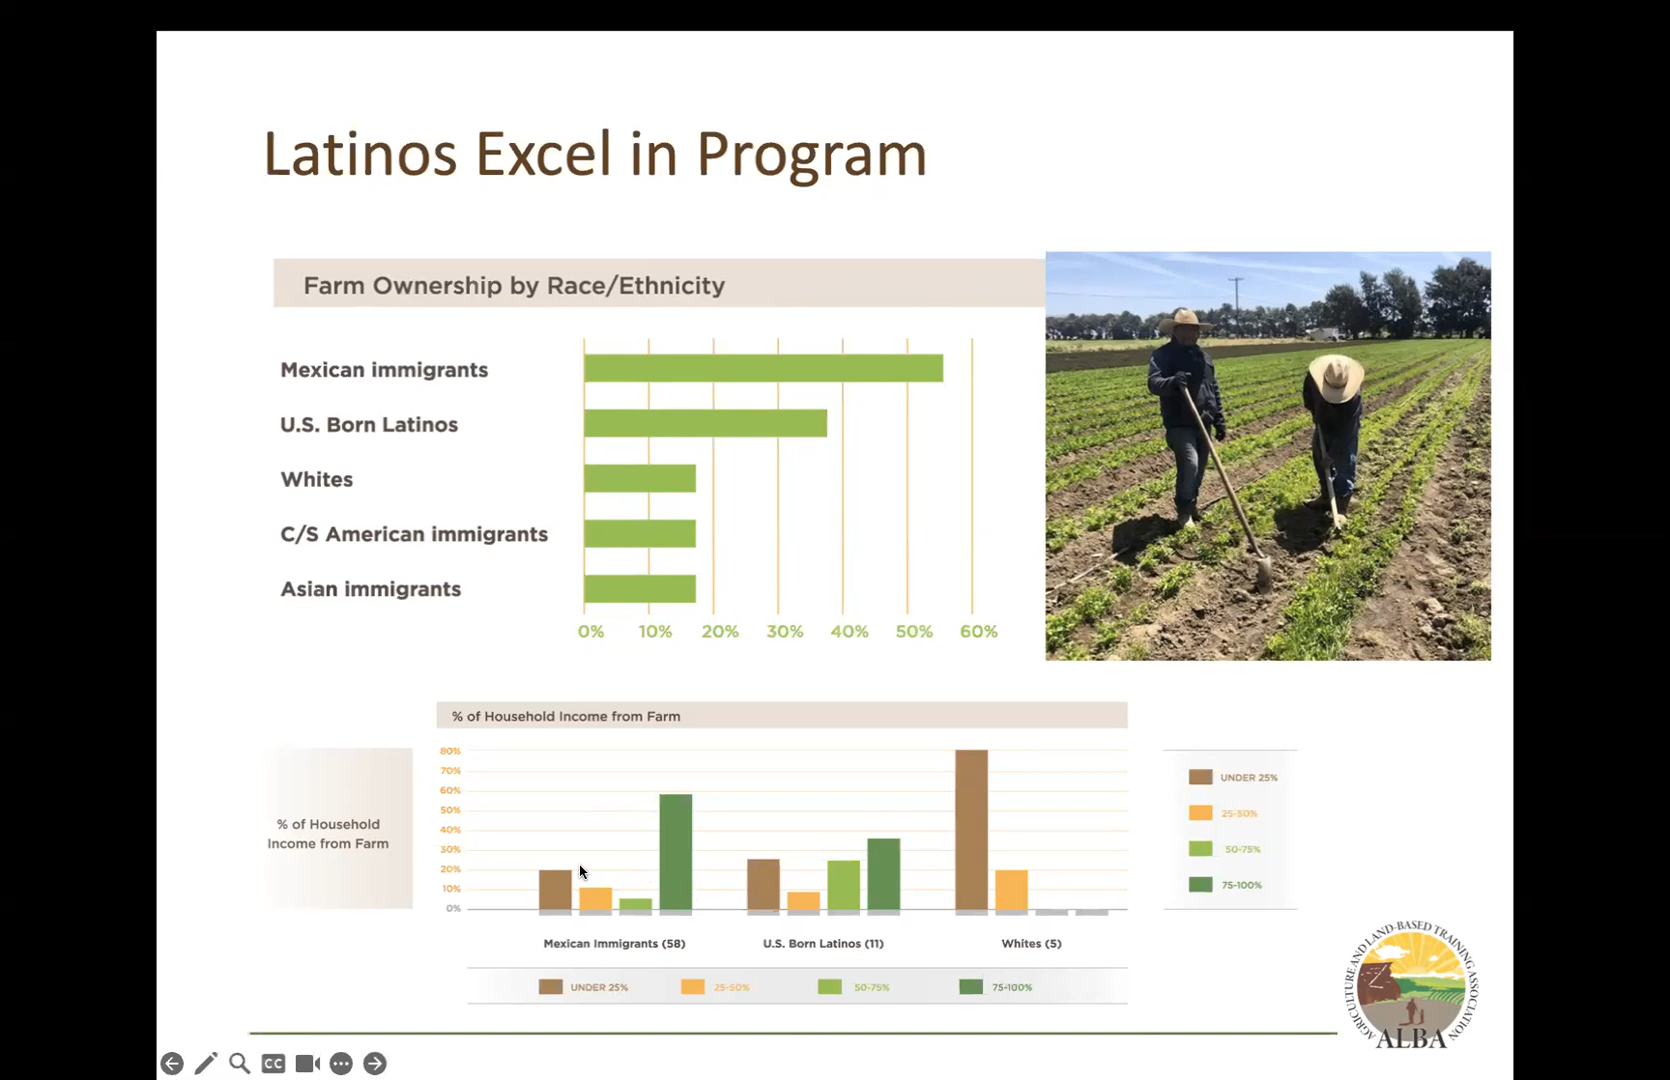 Latinos Excel in Program
Farm Ownership by Race/Ethnicity
Mexican immigrants
U.S. Born Latinos
Whites
C/S American immigrants
Asian immigrants
0% 10% 20% 30% 40% 50% 60%
% of Household Income from Farm
% of Household
Income from Farm
80%
70%
60%
50%
40%
30%
20%
10%
0%
Mexican Immigrants (58) U.S. Born Latinos (11) Whites (5)
UNDER 25%
25-50%
50-75%
75-100%
UNDER 25% 25-50% 50-75% 75-100%
AGRICULTURE AND LAND-BASED TRAINING ASSOCIATION
ALBA
CC